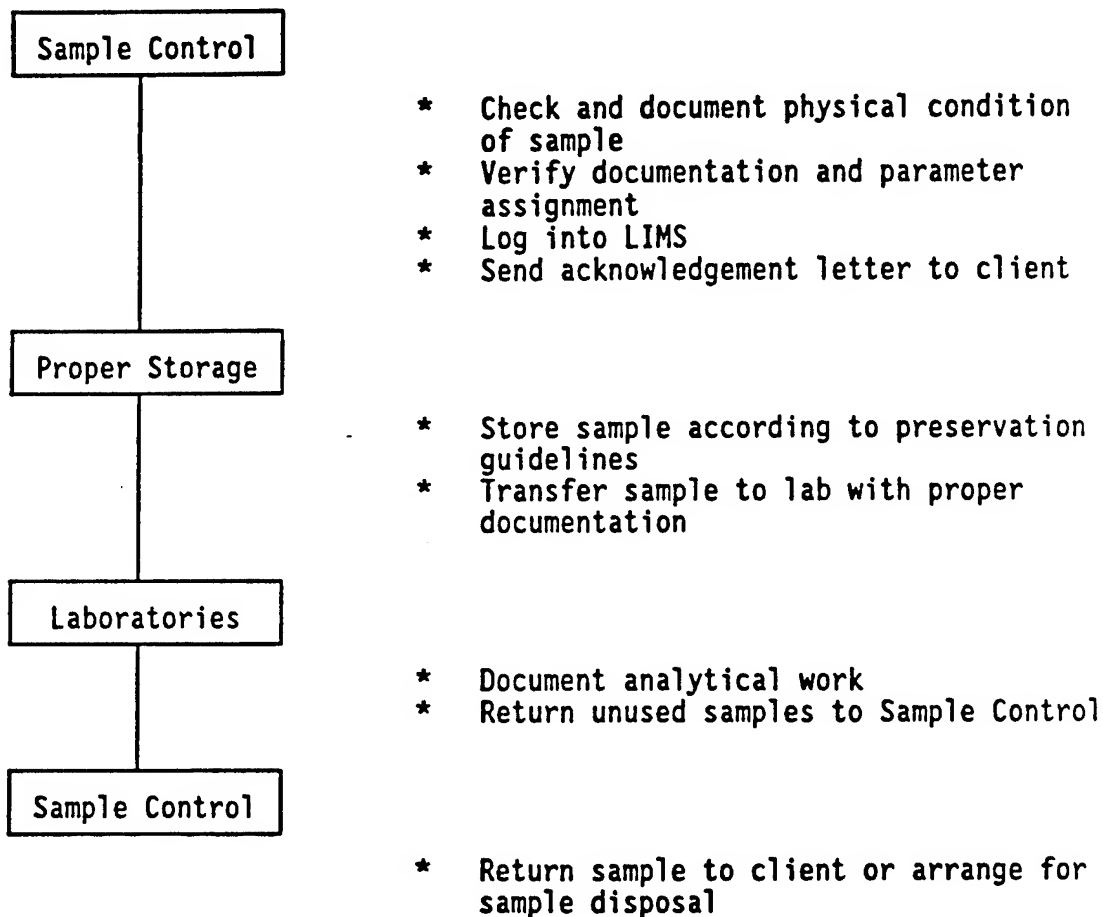 Sample Control
* Check and document physical condition
of sample
* Verify documentation and parameter
assignment
* Log into LIMS
* Send acknowledgement letter to client
Proper Storage
* Store sample according to preservation
guidelines
* Transfer sample to lab with proper
documentation
Laboratories
* Document analytical work
* Return unused samples to Sample Control
Sample Control
* Return sample to client or arrange for
sample disposal